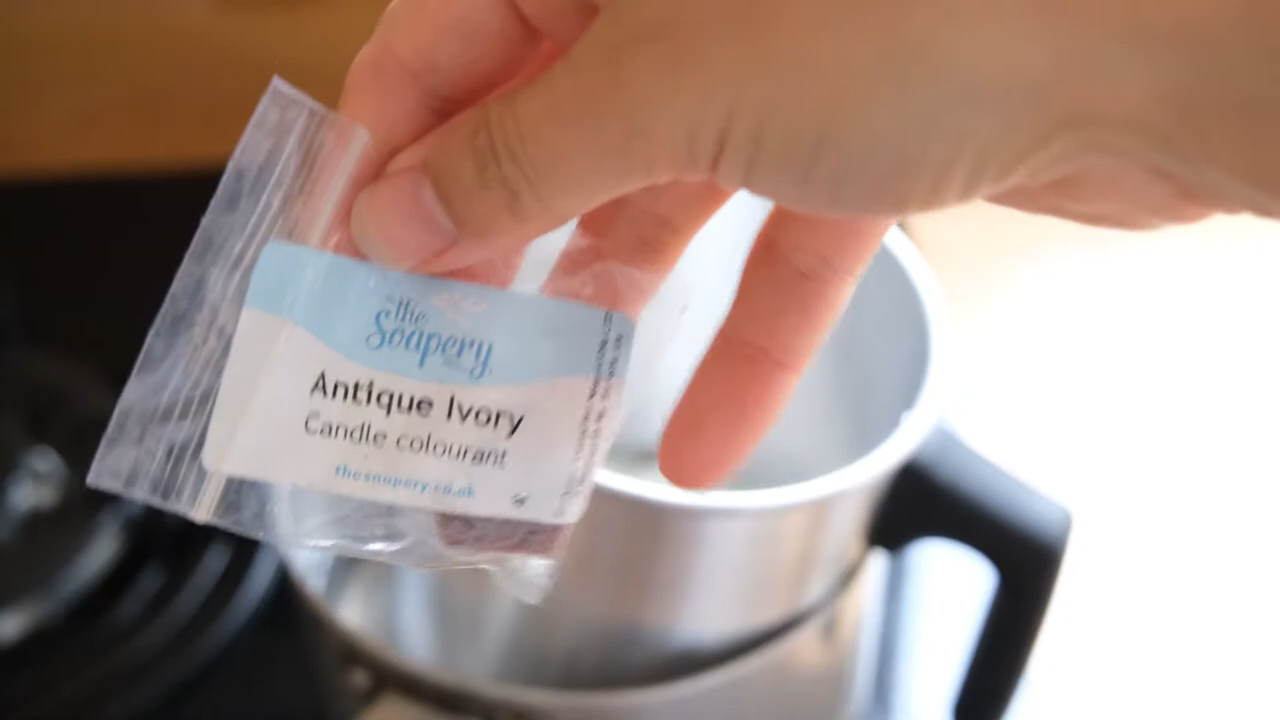 the
Soapery
Antique Ivory
Candle colourant
thesoapery.co.uk